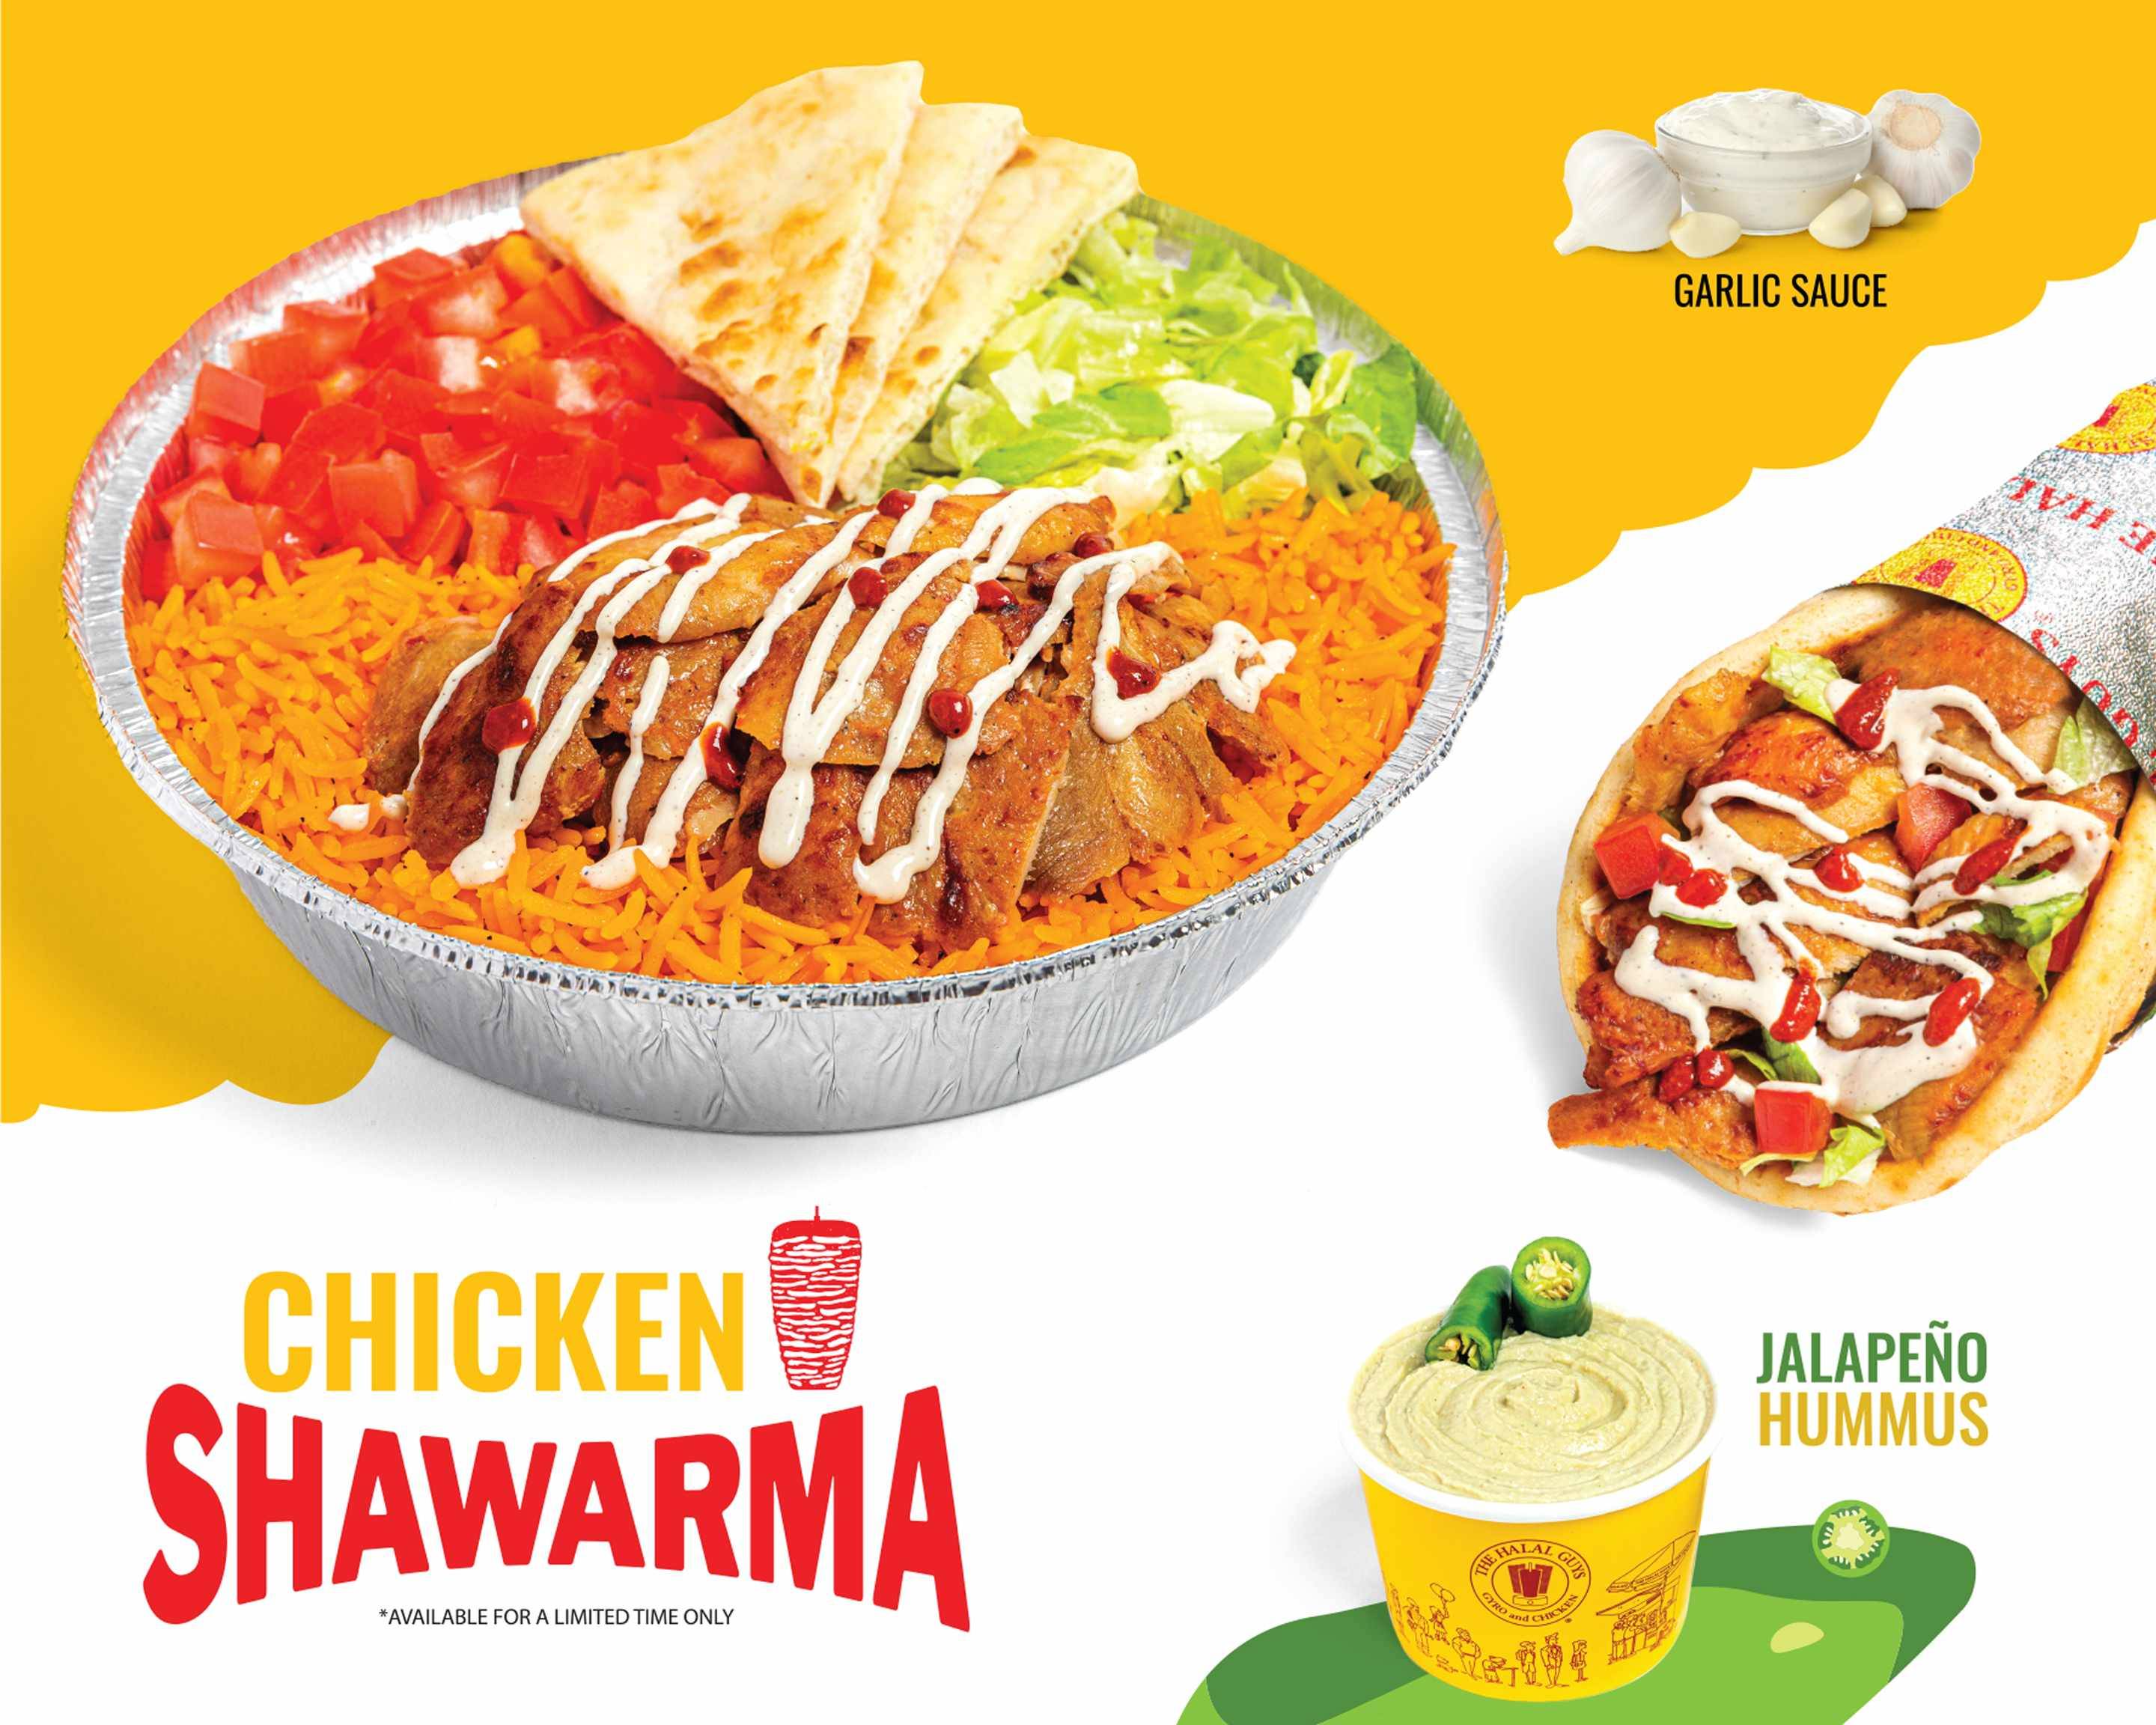 GARLIC SAUCE
CHICKEN
SHAWARMA
*AVAILABLE FOR A LIMITED TIME ONLY
JALAPEÑO
HUMMUS
THE HALAL GUYS
GYRO and CHICKEN